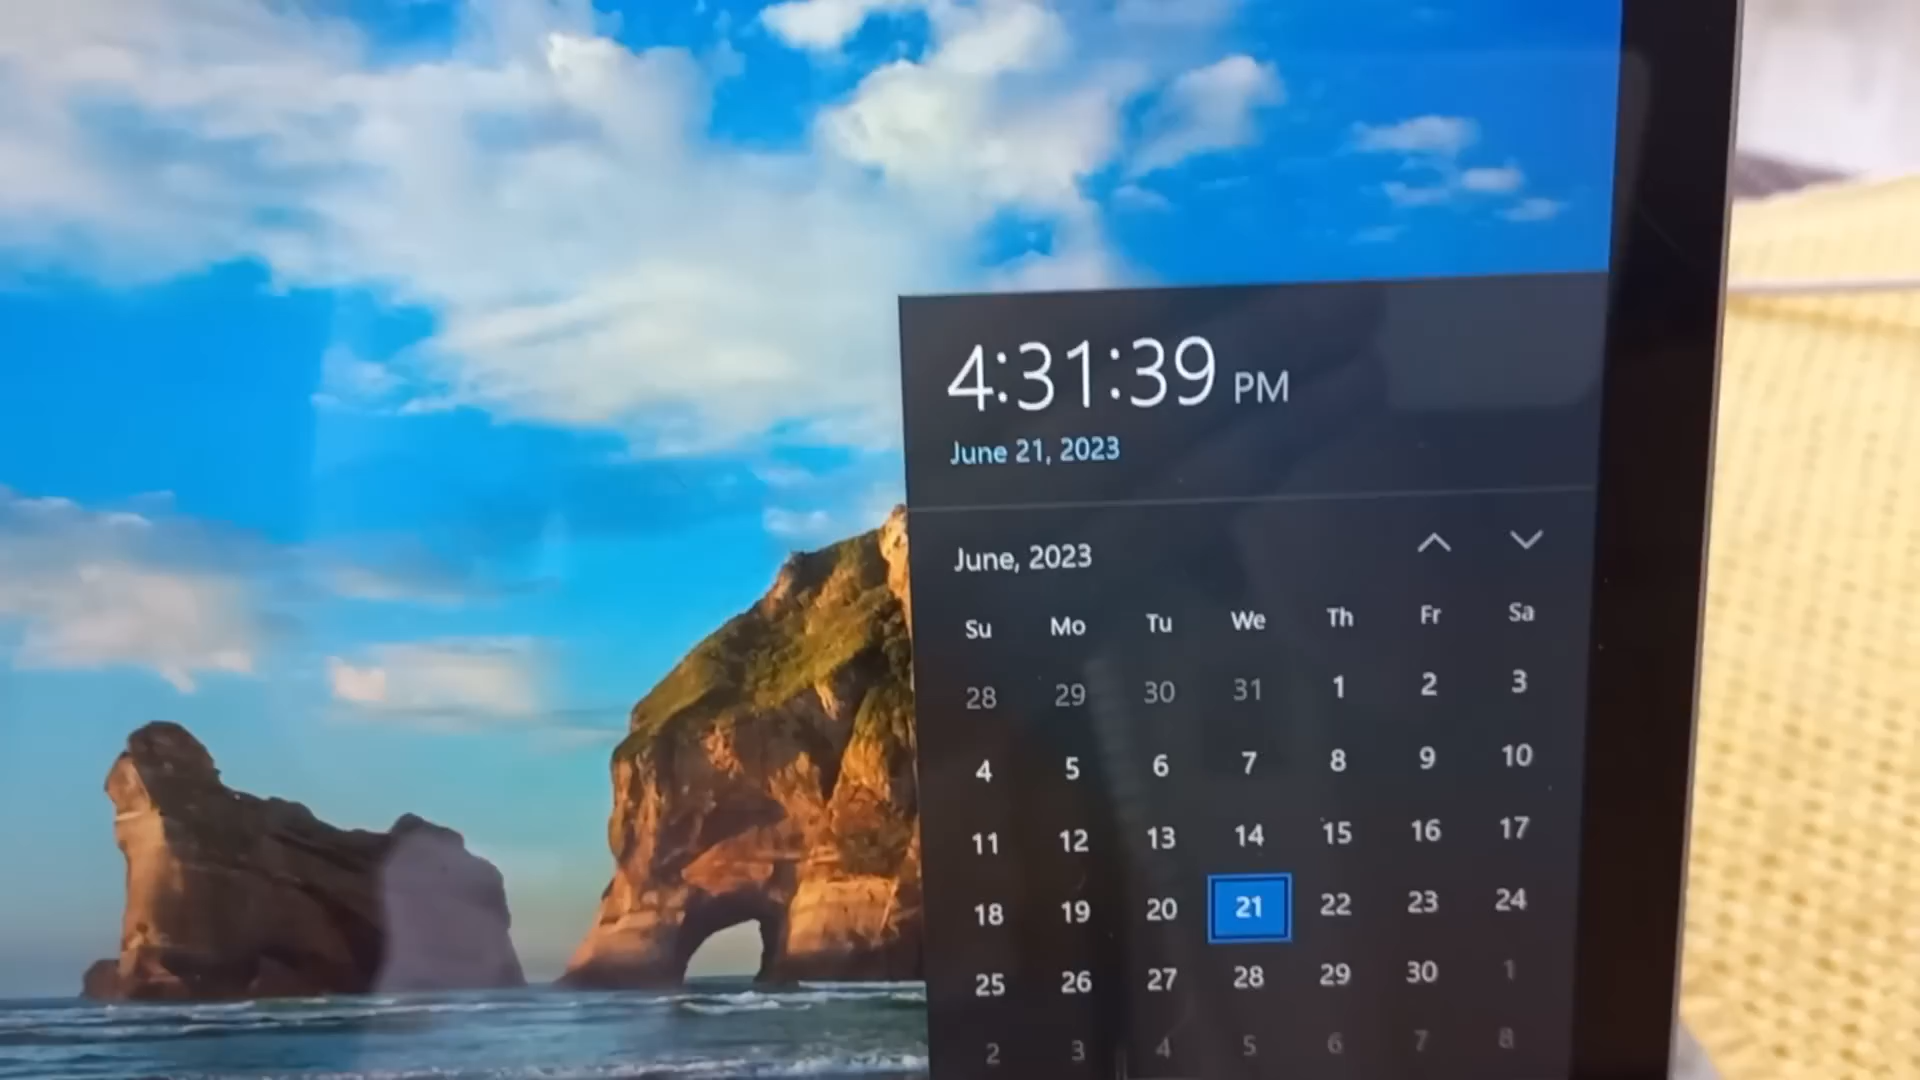 4:31:39 PM
June 21, 2023
June, 2023
Su Mo Tu We Th Fr Sa
28 29 30 31 1 2 3
4 5 6 7 8 9 10
11 12 13 14 15 16 17
18 19 20 21 22 23 24
25 26 27 28 29 30 1
2 3 4 5 6 7 8